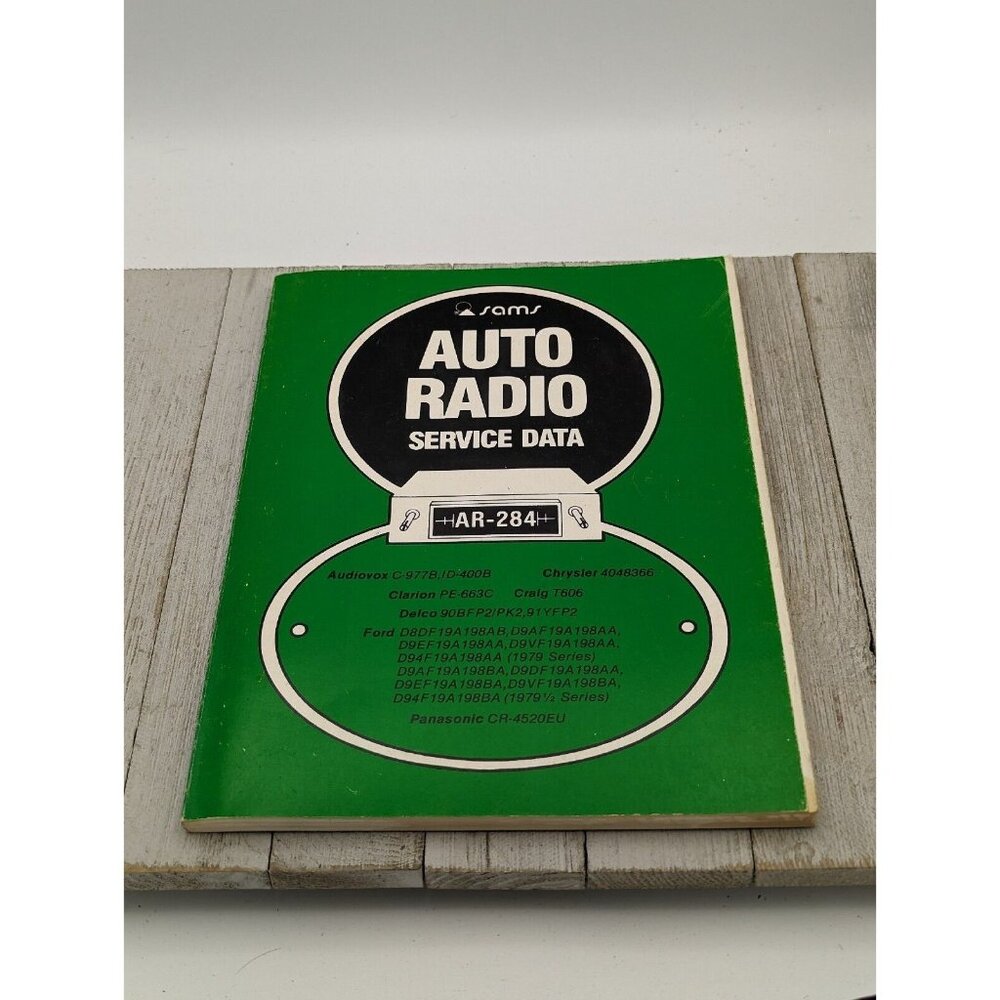 sams
AUTO
RADIO
SERVICE DATA
AR-284
Audiovox C-977B,ID-400B Chrysler 4048366
Clarion PE-663C Craig T606
Delco 90BFP2/PK2,91YFP2
Ford D8DF19A198AB,D9AF19A198AA,
D9EF19A198AA,D9VF19A198AA,
D94F19A198AA (1979 Series)
D9AF19A198BA,D9DF19A198AA,
D9EF19A198BA,D9VF19A198BA,
D94F19A198BA (1979½ Series)
Panasonic CR-4520EU